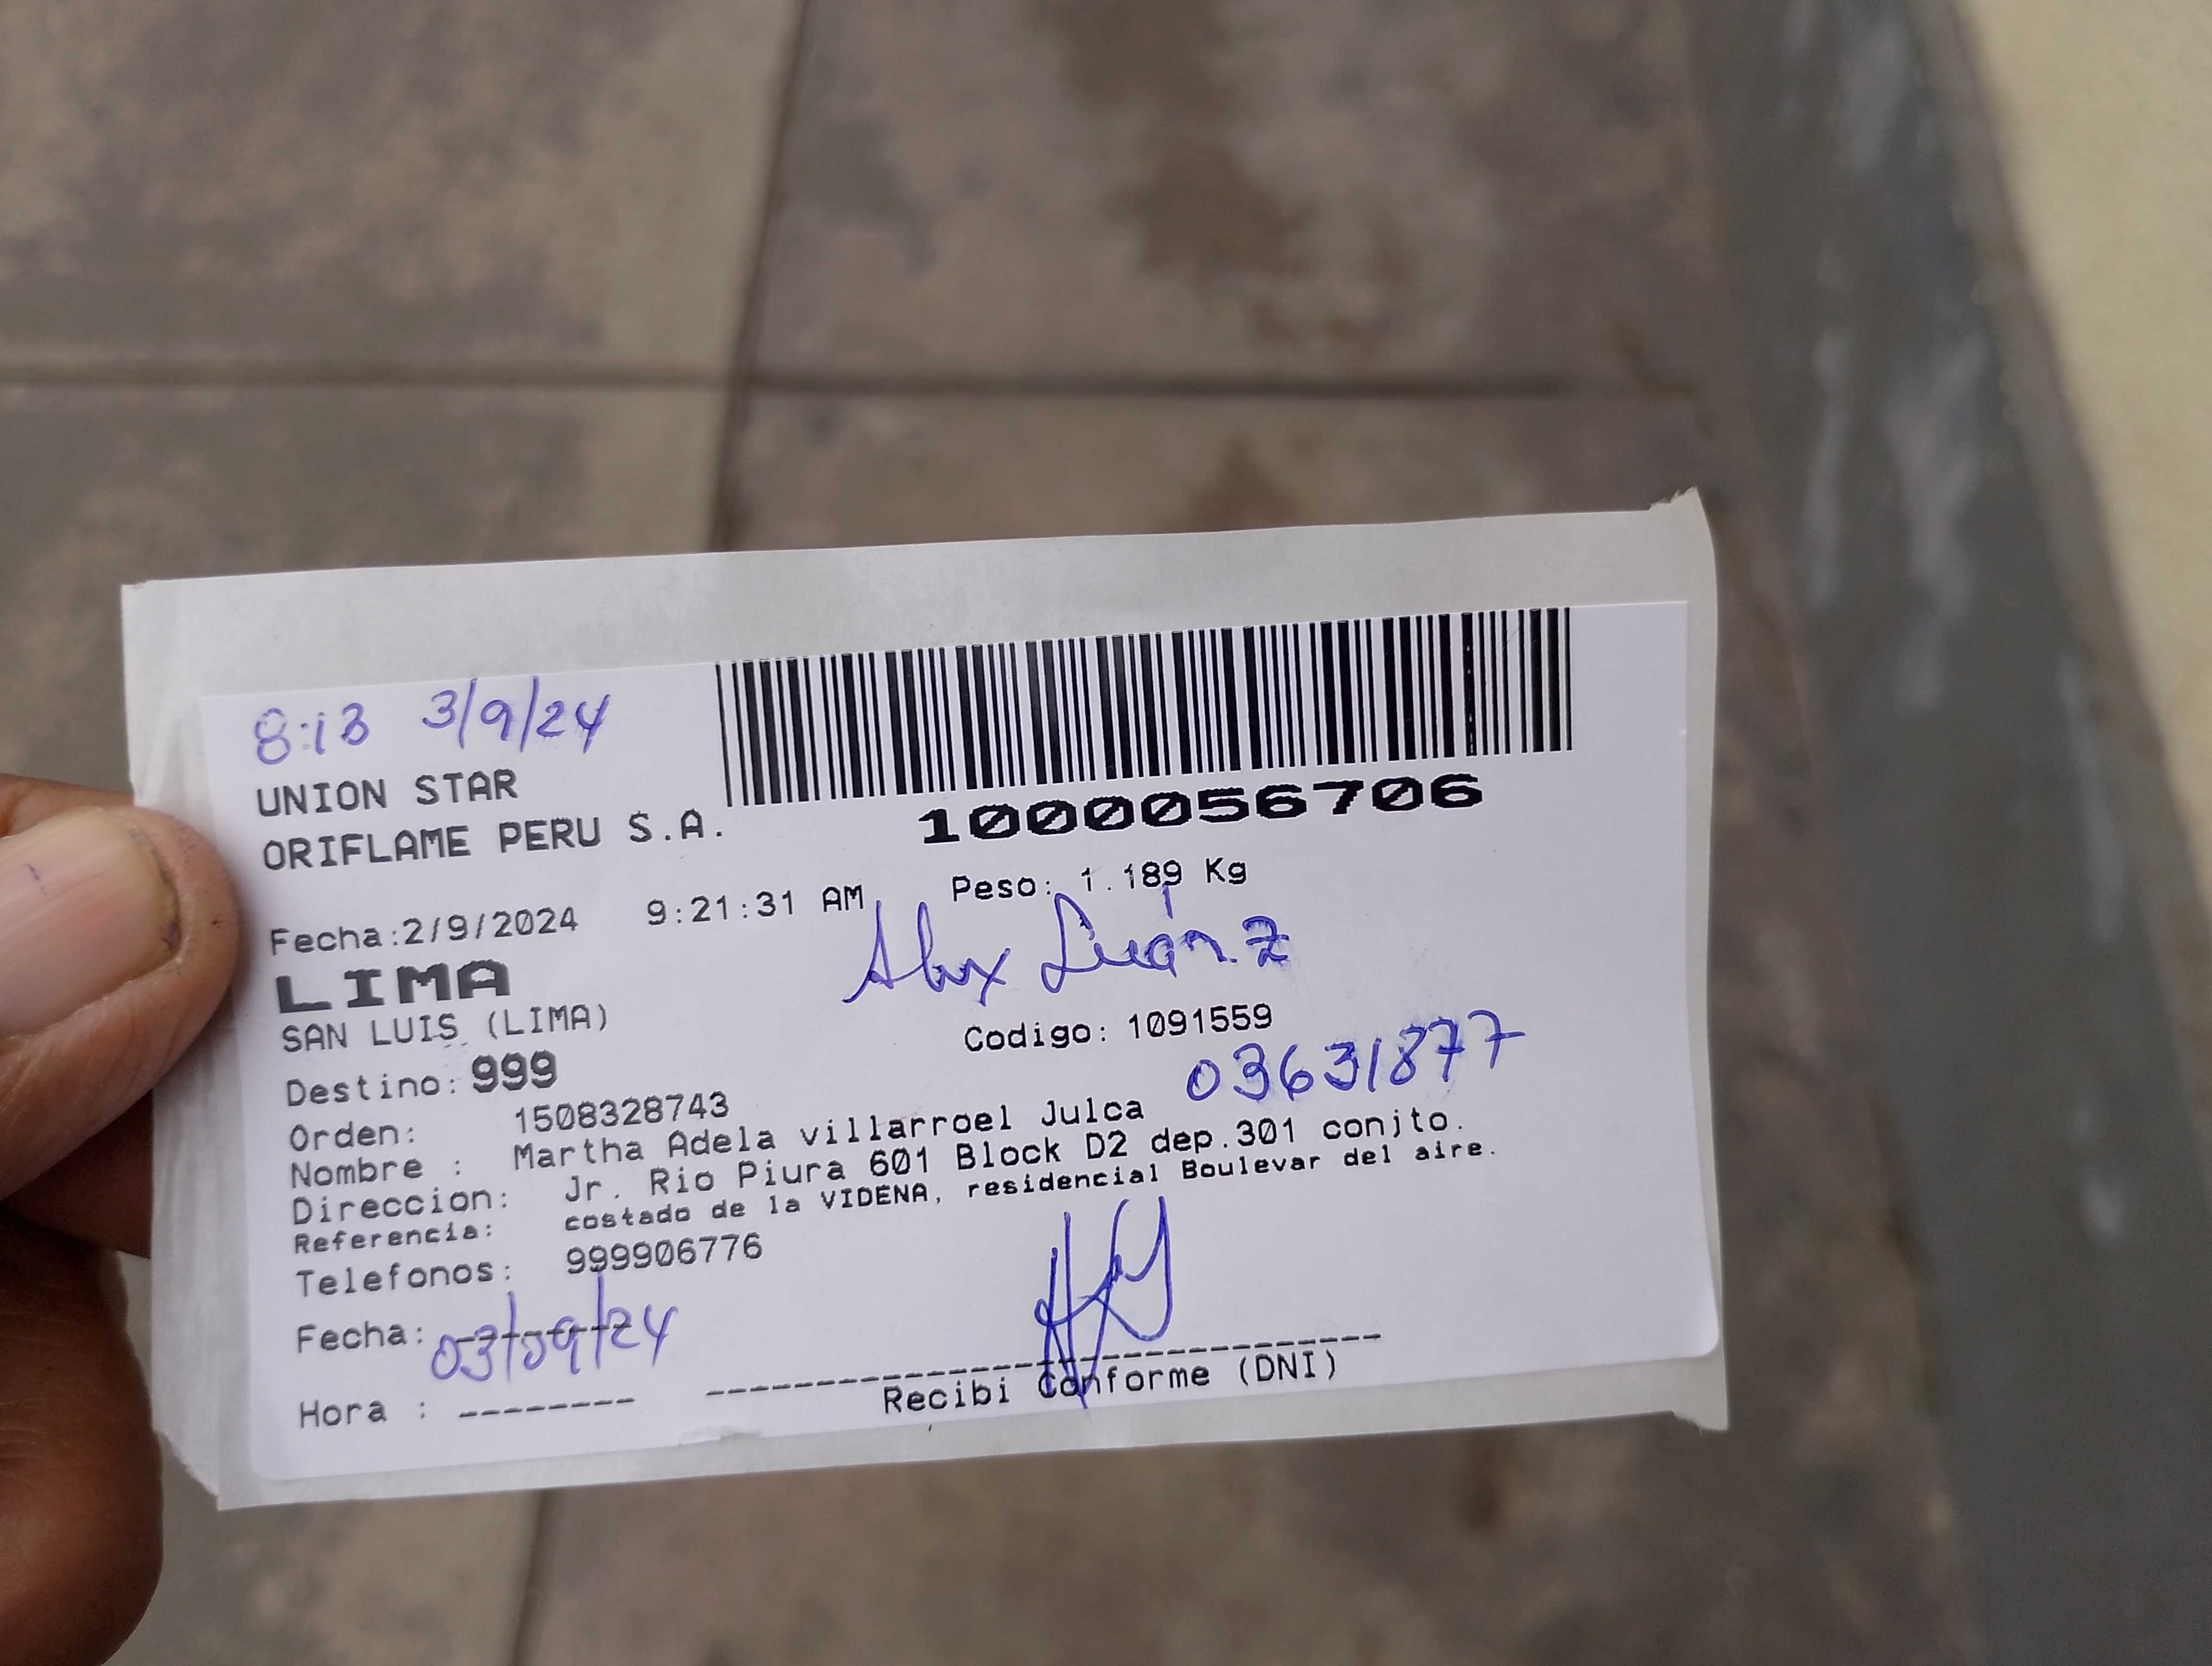 8:13 3/9/24
UNION STAR
ORIFLAME PERU S.A.
1000056706
Fecha:2/9/2024 9:21:31 AM Peso: 1.189 Kg
LIMA
SAN LUIS (LIMA)
Codigo: 1091559
Destino: 999
03631877
Orden: 1508328743
Nombre : Martha Adela villarroel Julca
Direccion: Jr. Rio Piura 601 Block D2 dep.301 conjto.
Referencia: costado de la VIDENA, residencial Boulevar del aire.
Telefonos: 999906776
Fecha: 03/09/24
Hora : --------
Recibi Conforme (DNI)